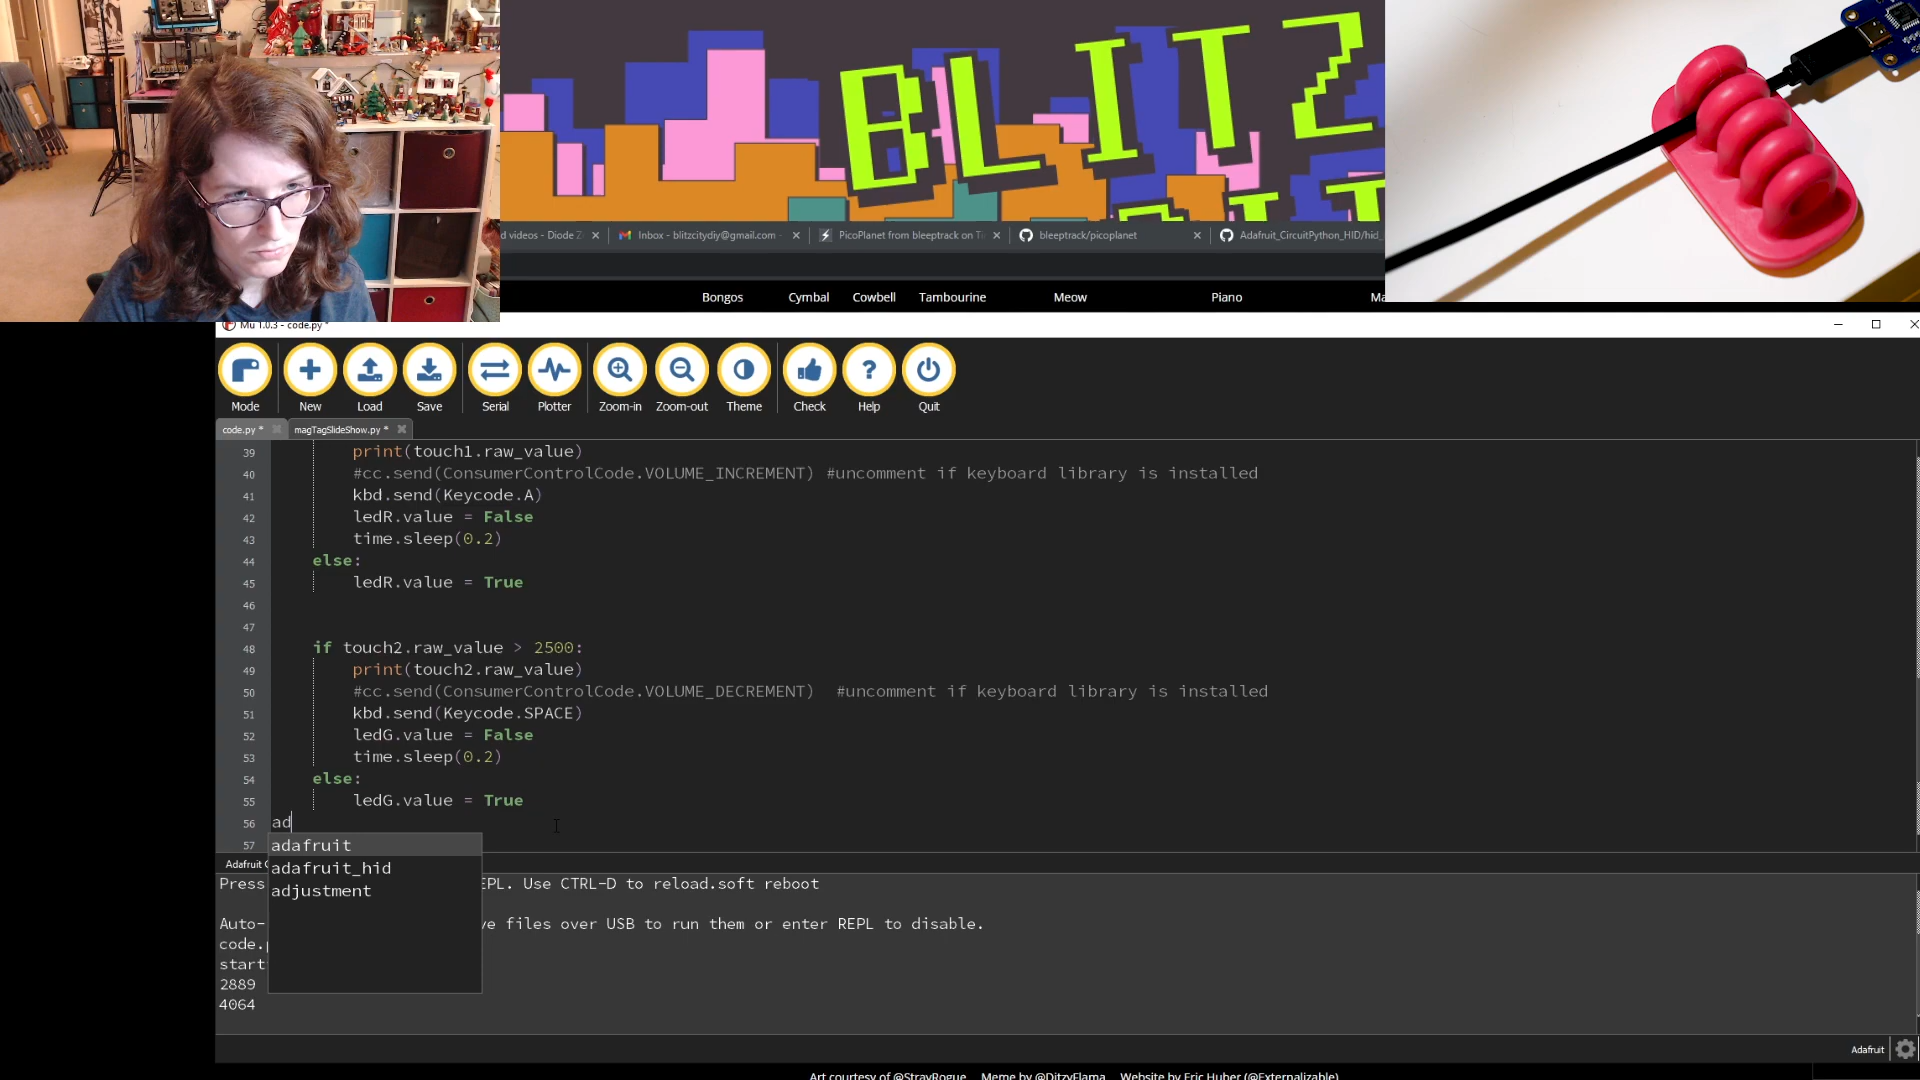 BLITZ
d videos - Diode Z
Inbox - blitzcitydiy@gmail.com -
PicoPlanet from bleeptrack on Ti
bleeptrack/picoplanet
Adafruit_CircuitPython_HID/hid_
Bongos Cymbal Cowbell Tambourine Meow Piano Ma
Mu 1.0.3 - code.py *
Mode New Load Save Serial Plotter Zoom-in Zoom-out Theme Check Help Quit
code.py * magTagSlideShow.py *
39 print(touch1.raw_value)
40 #cc.send(ConsumerControlCode.VOLUME_INCREMENT) #uncomment if keyboard library is installed
41 kbd.send(Keycode.A)
42 ledR.value = False
43 time.sleep(0.2)
44 else:
45 ledR.value = True
46
47
48 if touch2.raw_value > 2500:
49 print(touch2.raw_value)
50 #cc.send(ConsumerControlCode.VOLUME_DECREMENT)  #uncomment if keyboard library is installed
51 kbd.send(Keycode.SPACE)
52 ledG.value = False
53 time.sleep(0.2)
54 else:
55 ledG.value = True
56 ad
57
adafruit
adafruit_hid
adjustment
Adafruit
Press EPL. Use CTRL-D to reload.soft reboot
Auto- ve files over USB to run them or enter REPL to disable.
code.p
start
2889
4064
Adafruit
Art courtesy of @StrayRogue Meme by @DitzyFlama Website by Eric Huber (@Externalizable)